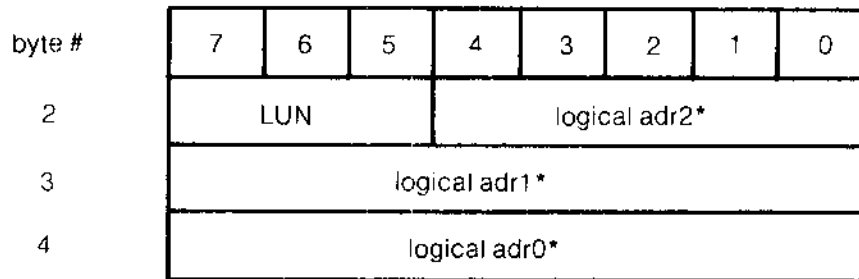 byte # 7 6 5 4 3 2 1 0
2 LUN logical adr2*
3 logical adr1*
4 logical adr0*